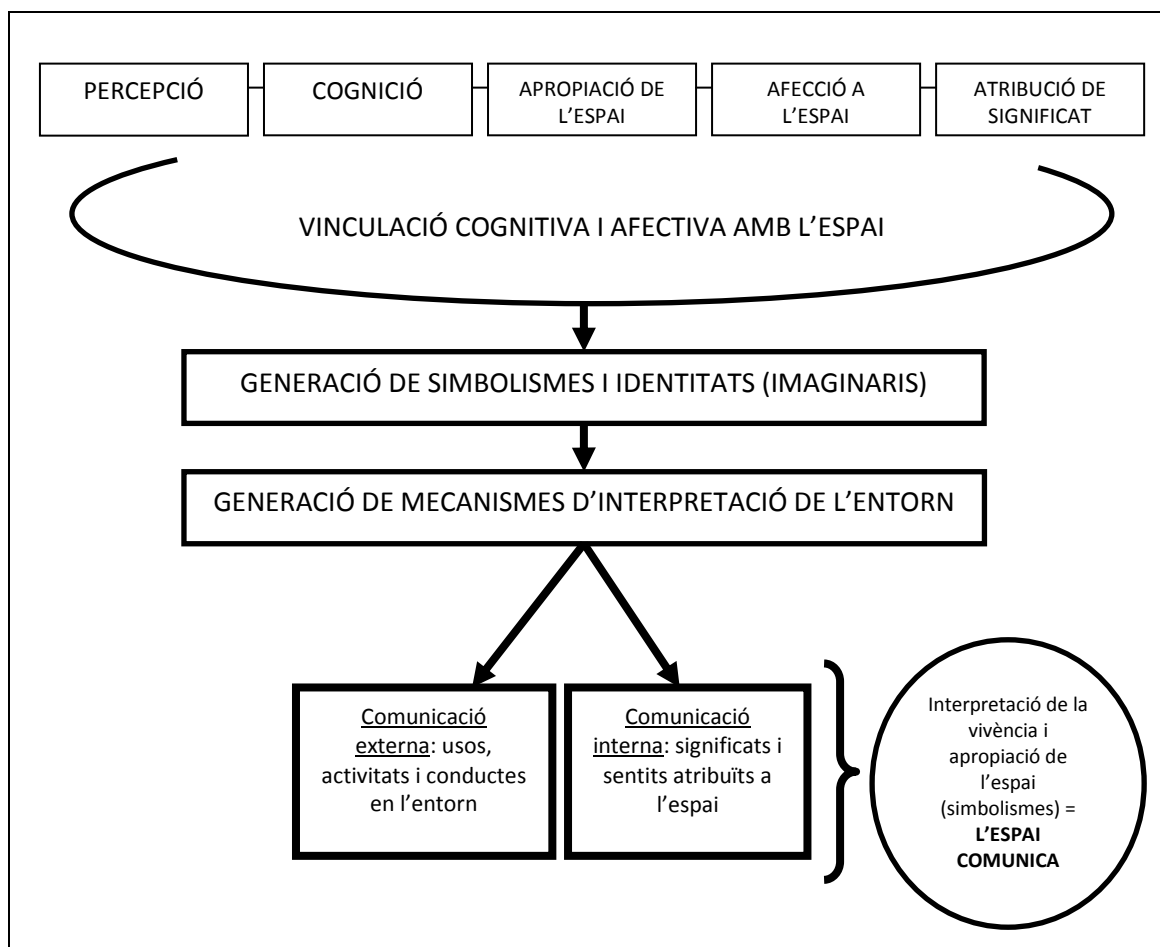 PERCEPCIÓ
COGNICIÓ
APROPIACIÓ DE
L’ESPAI
AFECCIÓ A
L’ESPAI
ATRIBUCIÓ DE
SIGNIFICAT
VINCULACIÓ COGNITIVA I AFECTIVA AMB L’ESPAI
GENERACIÓ DE SIMBOLISMES I IDENTITATS (IMAGINARIS)
GENERACIÓ DE MECANISMES D’INTERPRETACIÓ DE L’ENTORN
Comunicació
externa: usos,
activitats i conductes
en l’entorn
Comunicació
interna: significats i
sentits atribuïts a
l’espai
Interpretació de la
vivència i
apropiació de
l’espai
(simbolismes) =
L’ESPAI
COMUNICA